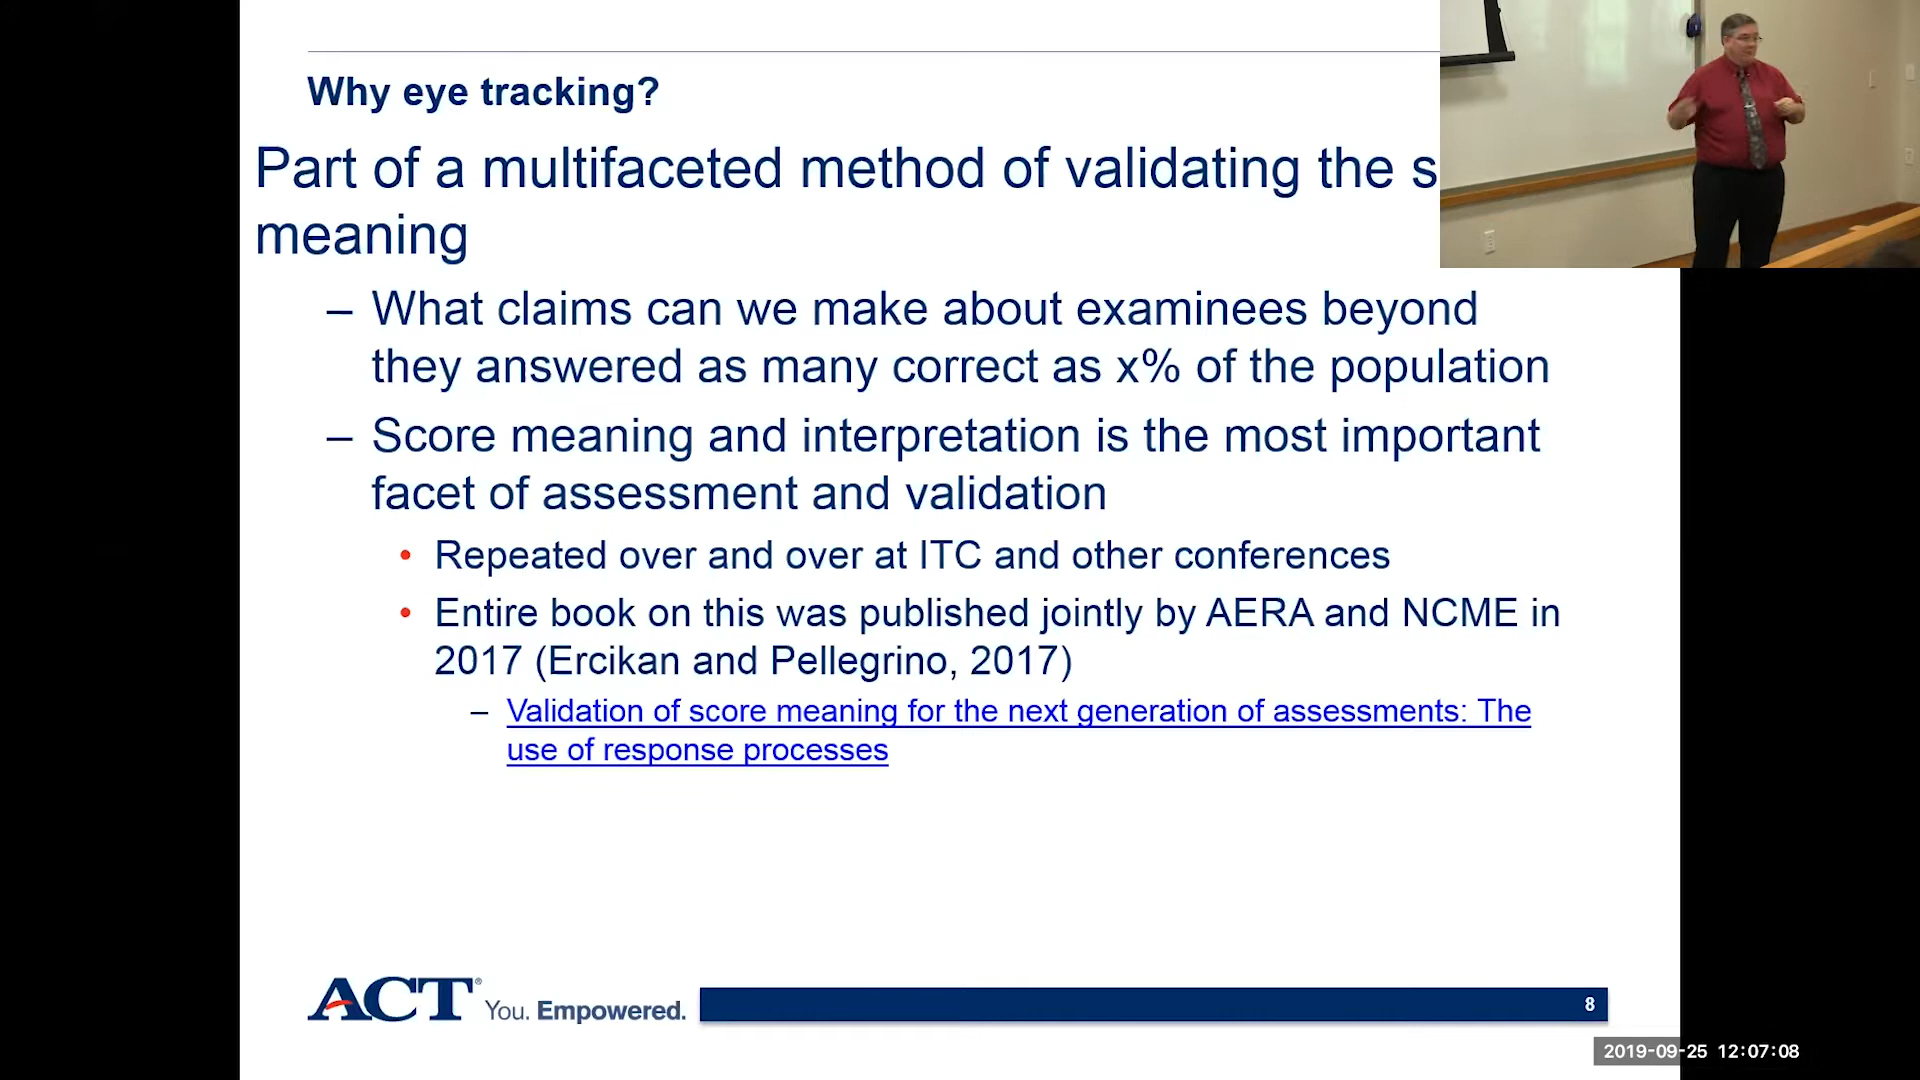 Why eye tracking?
Part of a multifaceted method of validating the s
meaning
– What claims can we make about examinees beyond
they answered as many correct as x% of the population
– Score meaning and interpretation is the most important
facet of assessment and validation
• Repeated over and over at ITC and other conferences
• Entire book on this was published jointly by AERA and NCME in
2017 (Ercikan and Pellegrino, 2017)
– Validation of score meaning for the next generation of assessments: The
use of response processes
ACT® You. Empowered.
8
2019-09-25 12:07:08